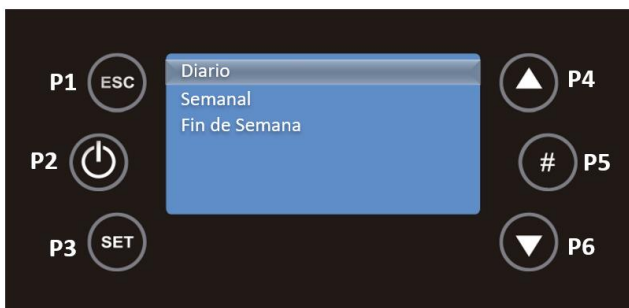 P1 ESC
Diario
P4
Semanal
Fin de Semana
P2
# P5
P3 SET
P6